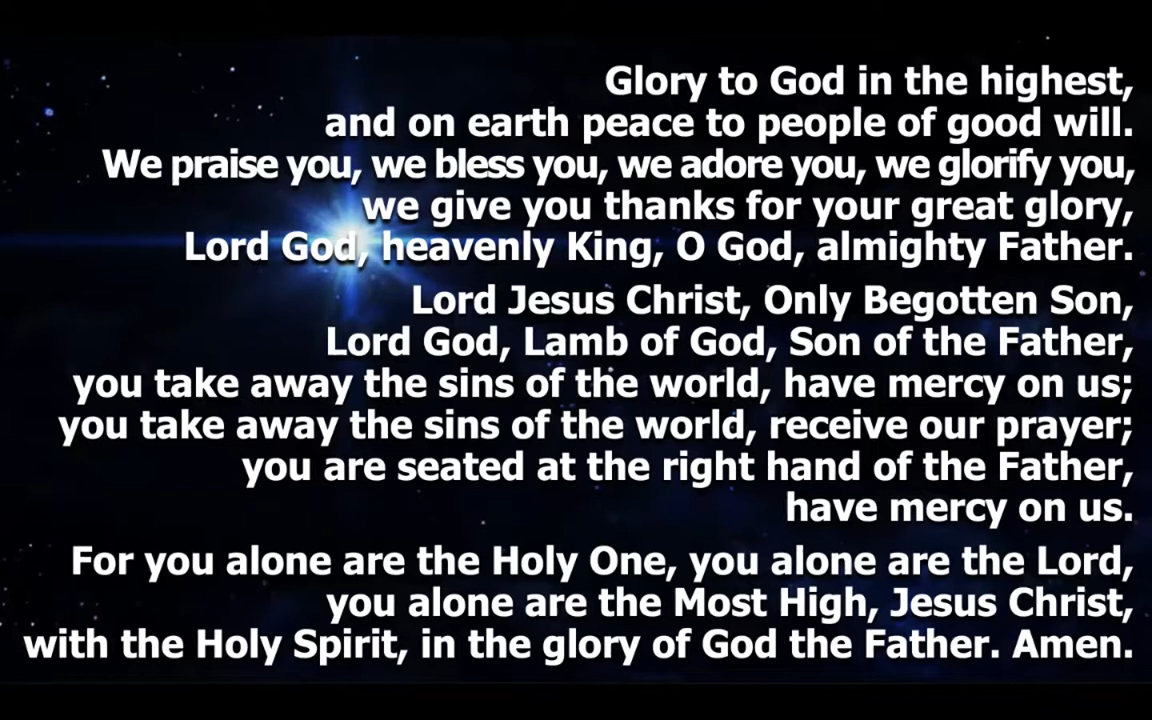 Glory to God in the highest,
and on earth peace to people of good will.
We praise you, we bless you, we adore you, we glorify you,
we give you thanks for your great glory,
Lord God, heavenly King, O God, almighty Father.
Lord Jesus Christ, Only Begotten Son,
Lord God, Lamb of God, Son of the Father,
you take away the sins of the world, have mercy on us;
you take away the sins of the world, receive our prayer;
you are seated at the right hand of the Father,
have mercy on us.
For you alone are the Holy One, you alone are the Lord,
you alone are the Most High, Jesus Christ,
with the Holy Spirit, in the glory of God the Father. Amen.